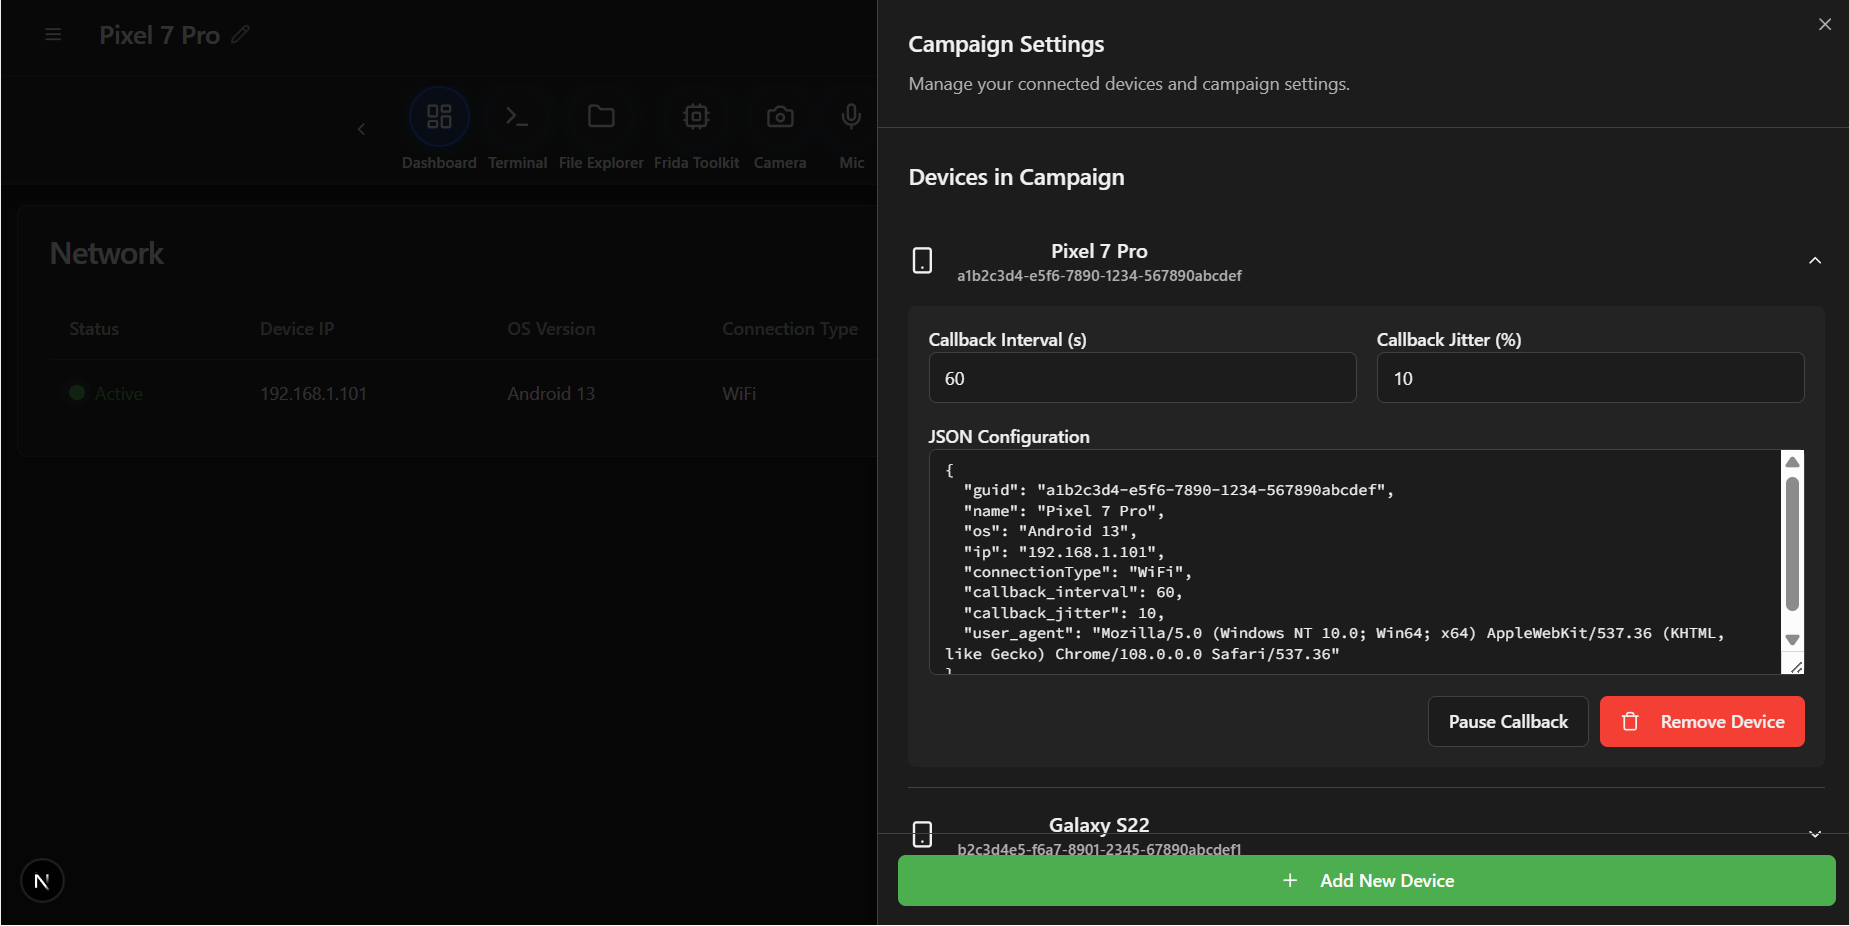 Pixel 7 Pro
Dashboard
Terminal
File Explorer
Frida Toolkit
Camera
Mic
Network
Status
Device IP
OS Version
Connection Type
Active
192.168.1.101
Android 13
WiFi
N
Campaign Settings
Manage your connected devices and campaign settings.
Devices in Campaign
Pixel 7 Pro
a1b2c3d4-e5f6-7890-1234-567890abcdef
Callback Interval (s)
Callback Jitter (%)
60
10
JSON Configuration
{
"guid": "a1b2c3d4-e5f6-7890-1234-567890abcdef",
"name": "Pixel 7 Pro",
"os": "Android 13",
"ip": "192.168.1.101",
"connectionType": "WiFi",
"callback_interval": 60,
"callback_jitter": 10,
"user_agent": "Mozilla/5.0 (Windows NT 10.0; Win64; x64) AppleWebKit/537.36 (KHTML,
like Gecko) Chrome/108.0.0.0 Safari/537.36"
}
Pause Callback
Remove Device
Galaxy S22
b2c3d4e5-f6a7-8901-2345-67890abcdef1
Add New Device